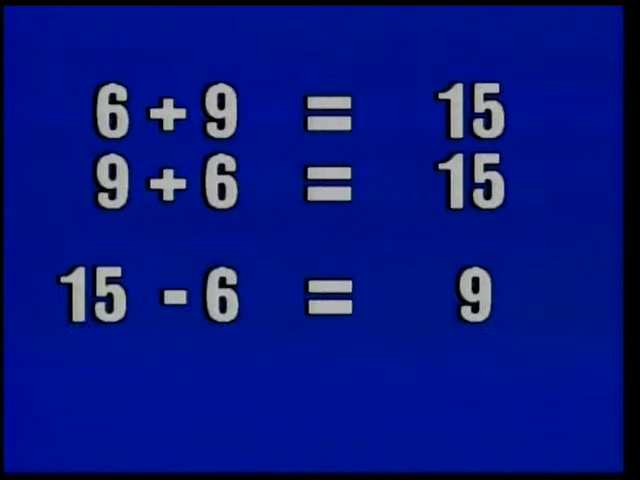 6 + 9 = 15
9 + 6 = 15
15 - 6 = 9